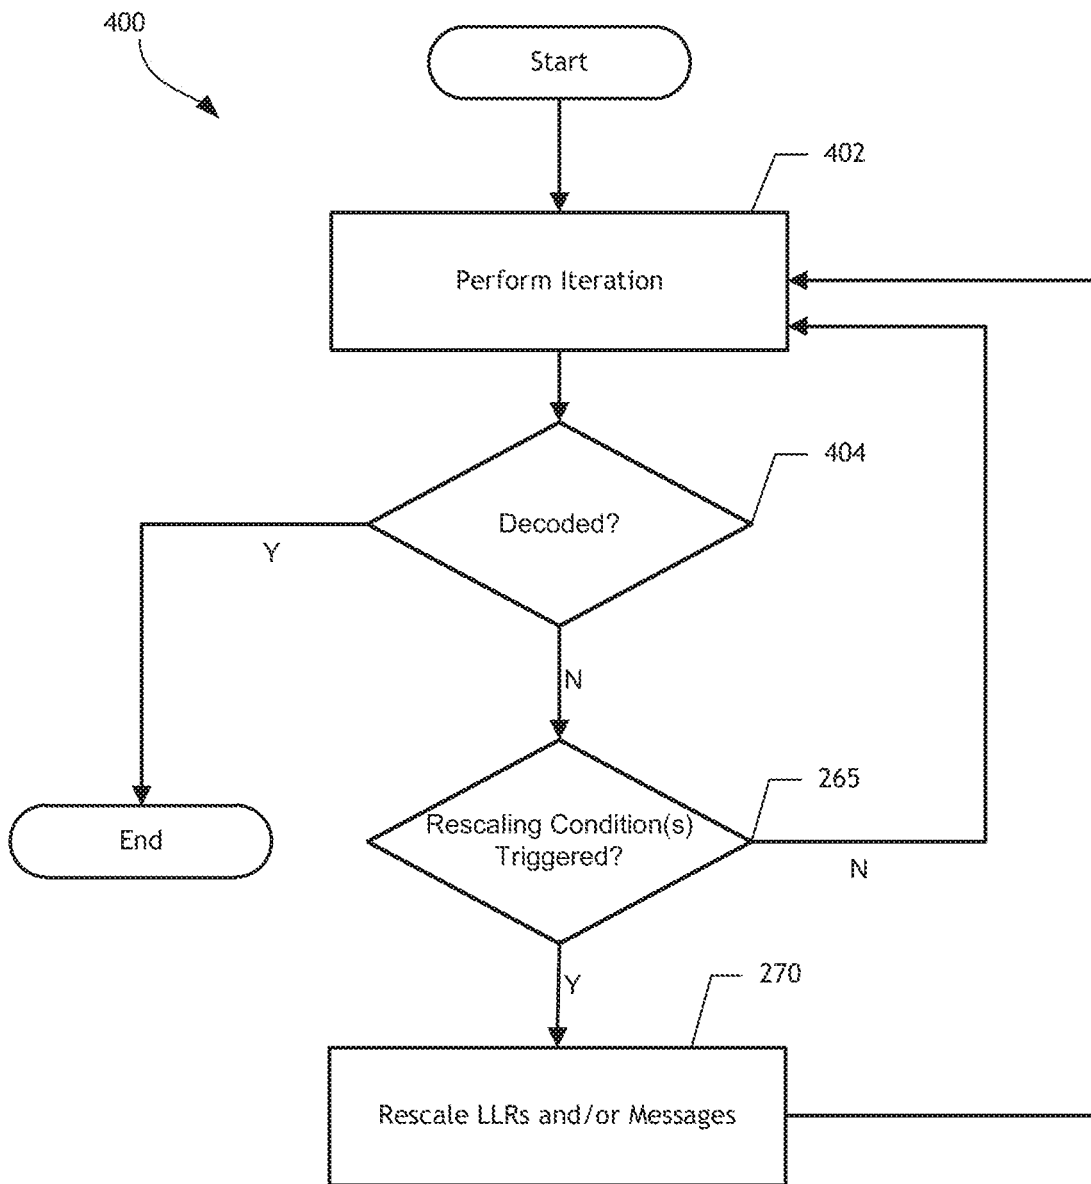 400
Start
402
Perform Iteration
404
Decoded?
Y
N
265
Rescaling Condition(s)
Triggered?
End
N
Y
270
Rescale LLRs and/or Messages